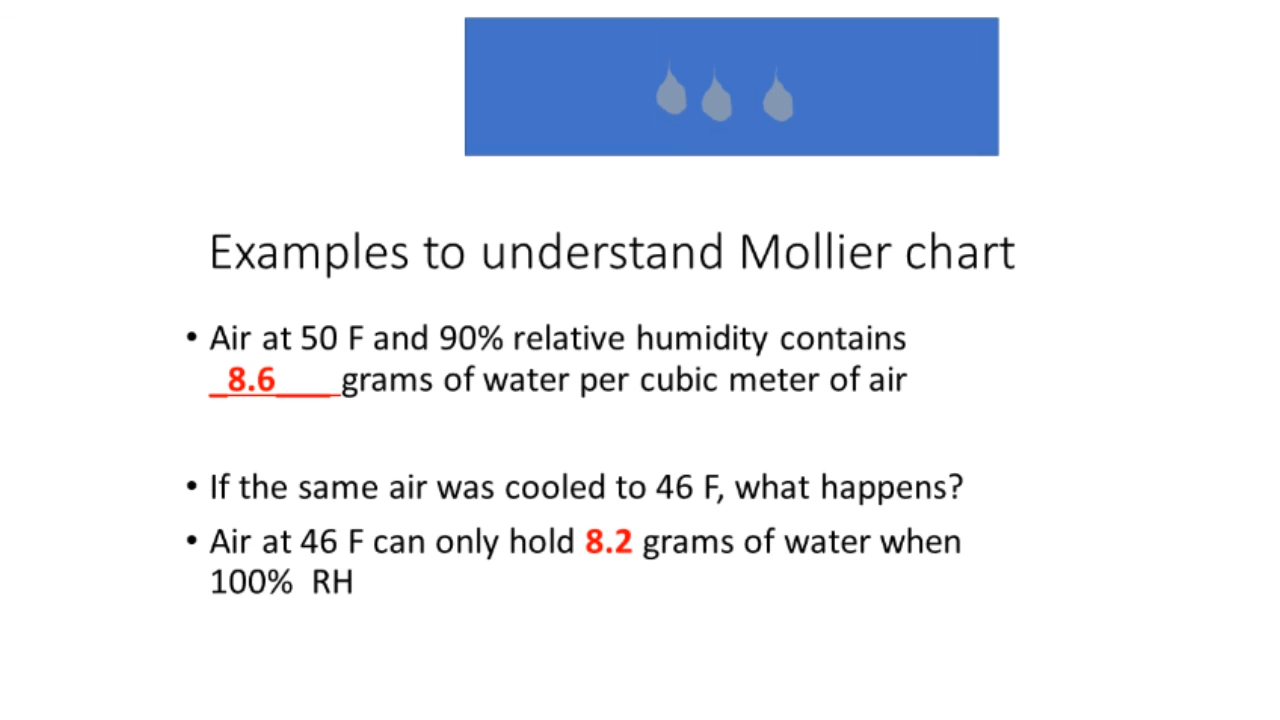 Examples to understand Mollier chart
• Air at 50 F and 90% relative humidity contains
_8.6___grams of water per cubic meter of air
• If the same air was cooled to 46 F, what happens?
• Air at 46 F can only hold 8.2 grams of water when
100% RH